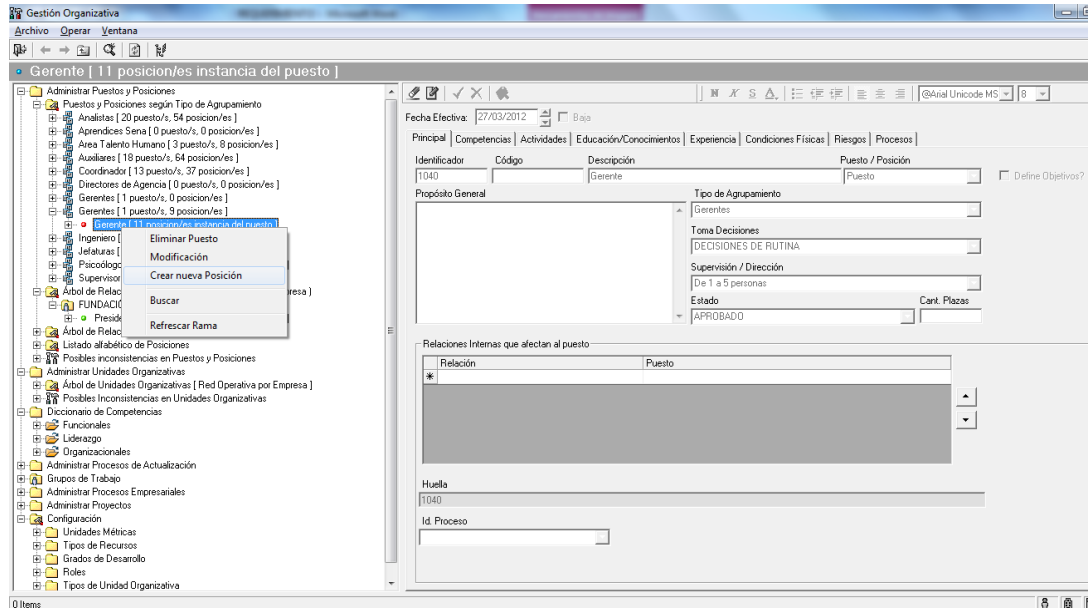 Gestión Organizativa
Archivo Operar Ventana
Gerente [ 11 posicion/es instancia del puesto ]
Administrar Puestos y Posiciones
Puestos y Posiciones según Tipo de Agrupamiento
Analistas [ 20 puesto/s, 54 posicion/es ]
Aprendices Sena [ 0 puesto/s, 0 posicion/es ]
Area Talento Humano [ 3 puesto/s, 8 posicion/es ]
Auxiliares [ 18 puesto/s, 64 posicion/es ]
Coordinador [ 13 puesto/s, 37 posicion/es ]
Directores de Agencia [ 0 puesto/s, 0 posicion/es ]
Gerentes [ 1 puesto/s, 0 posicion/es ]
Gerentes [ 1 puesto/s, 9 posicion/es ]
Gerente [ 11 posicion/es instancia del puesto ]
Ingeniero [
Jefaturas [
Psicólogo
Supervisor
Árbol de Relac
resa )
FUNDACIÓ
Preside
Árbol de Relac
Listado alfabético de Posiciones
Posibles inconsistencias en Puestos y Posiciones
Administrar Unidades Organizativas
Árbol de Unidades Organizativas [ Red Operativa por Empresa ]
Posibles Inconsistencias en Unidades Organizativas
Diccionario de Competencias
Funcionales
Liderazgo
Organizacionales
Administrar Procesos de Actualización
Grupos de Trabajo
Administrar Procesos Empresariales
Administrar Proyectos
Configuración
Unidades Métricas
Tipos de Recursos
Grados de Desarrollo
Roles
Tipos de Unidad Organizativa
Eliminar Puesto
Modificación
Crear nueva Posición
Buscar
Refrescar Rama
N K S A @Arial Unicode MS 8
Fecha Efectiva: 27/03/2012 Baja
Principal Competencias Actividades Educación/Conocimientos Experiencia Condiciones Físicas Riesgos Procesos
Identificador Código Descripción Puesto / Posición
1040 Gerente Puesto Define Objetivos?
Propósito General Tipo de Agrupamiento
Gerentes
Toma Decisiones
DECISIONES DE RUTINA
Supervisión / Dirección
De 1 a 5 personas
Estado Cant. Plazas
APROBADO
Relaciones Internas que afectan al puesto
Relación Puesto
Huella
1040
Id. Proceso
0 Items